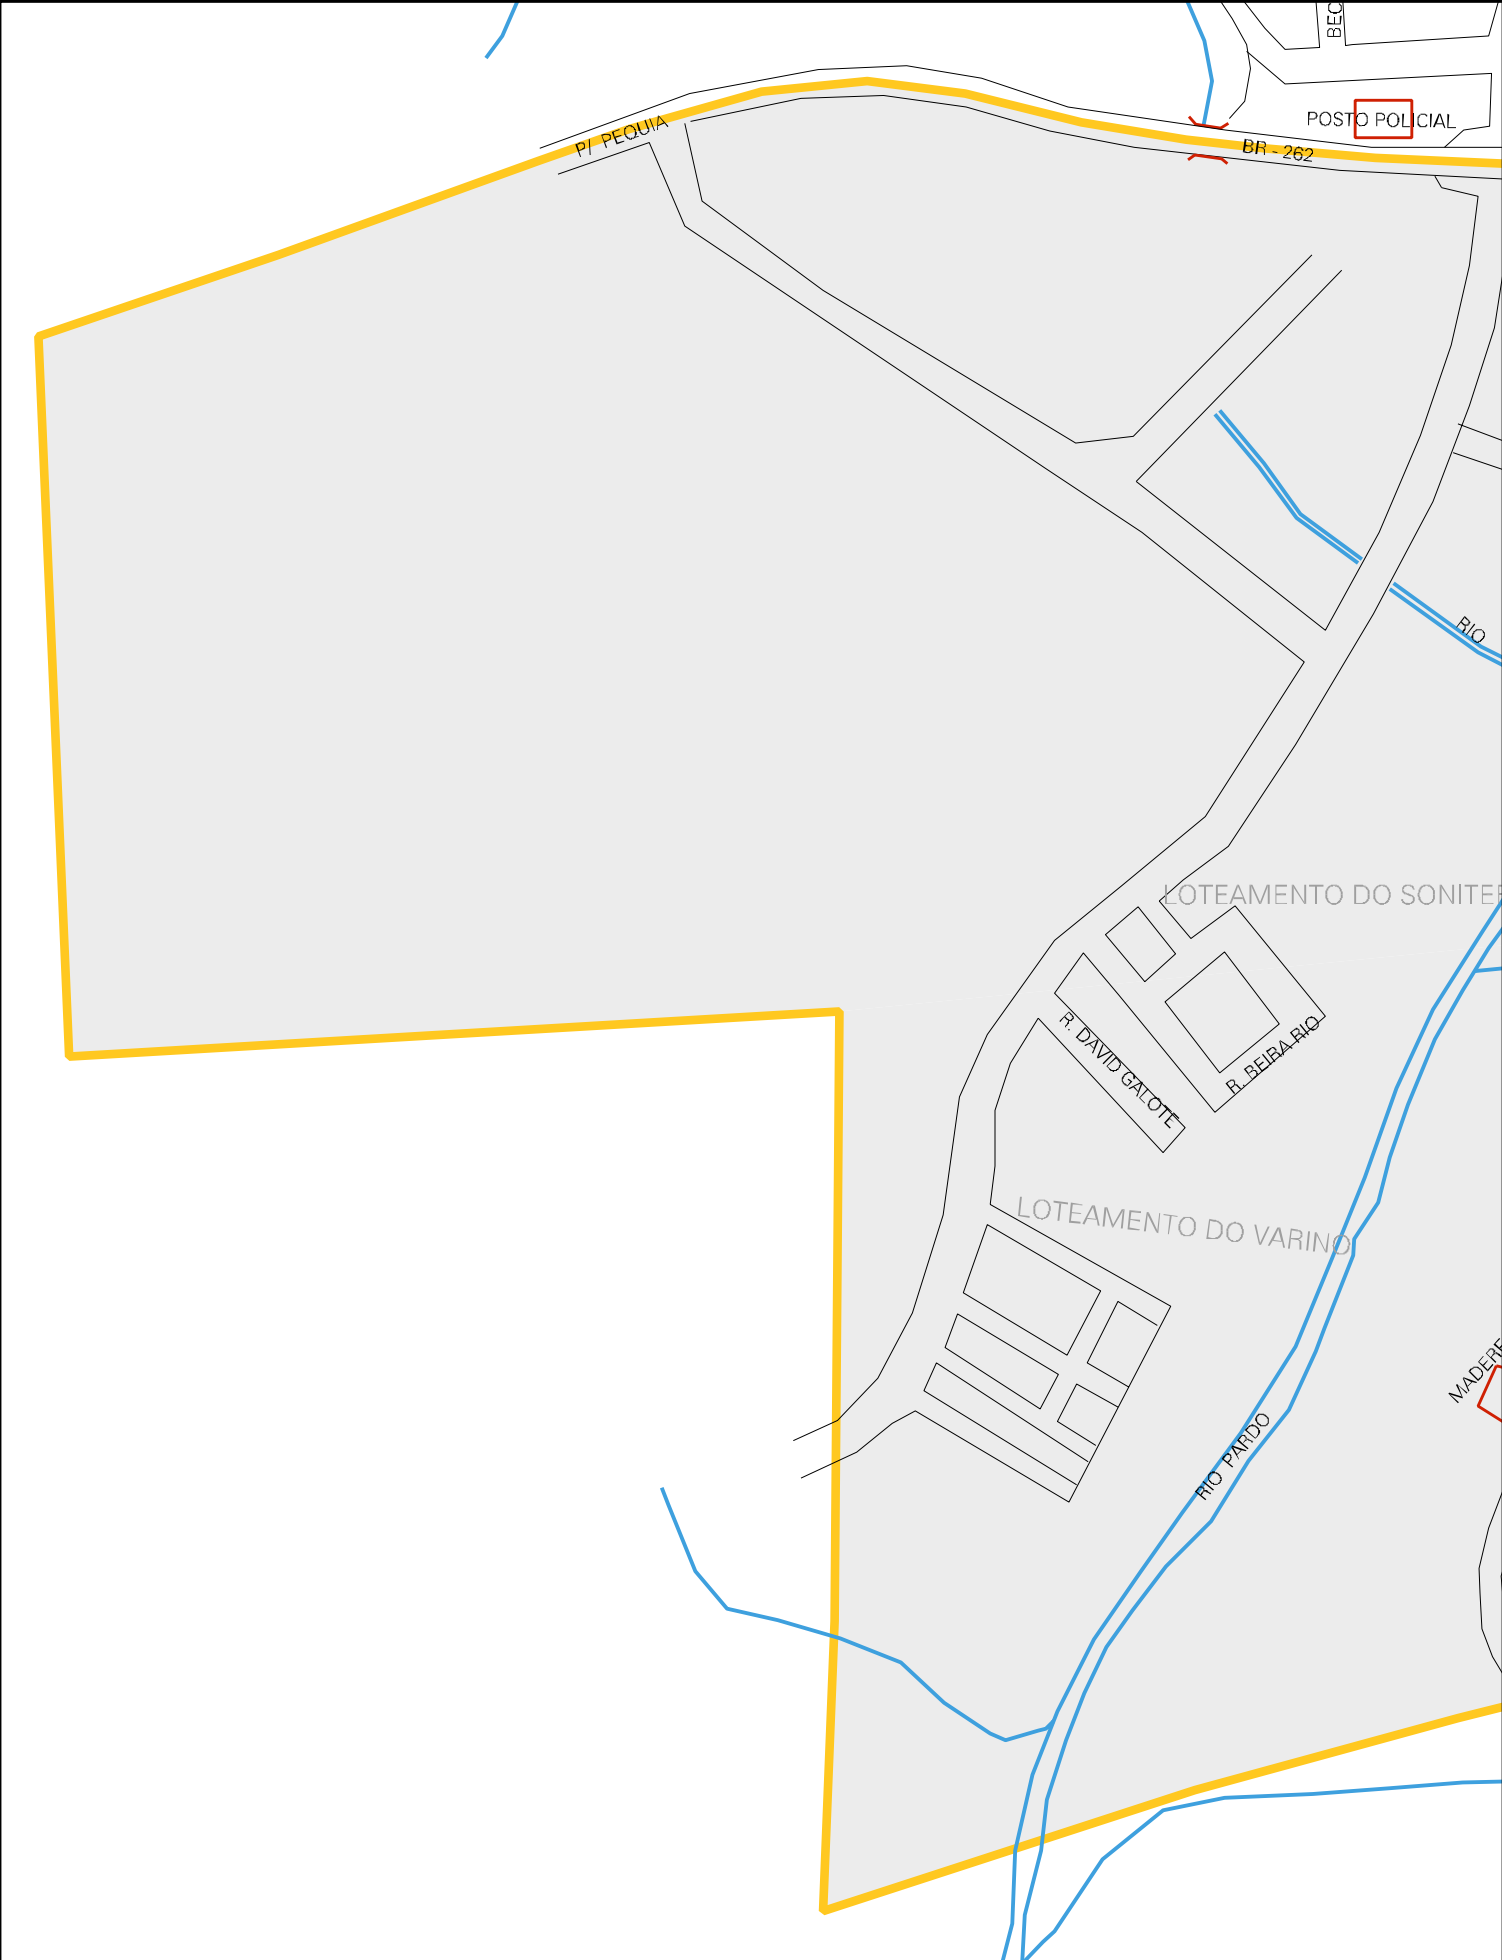 BEC
POSTO POLICIAL
P/ PEQUIA
BR - 262
RIO
LOTEAMENTO DO SONITE
R. DAVID GALOTE
R. BEIRA RIO
LOTEAMENTO DO VARINO
MADERE
RIO PARDO